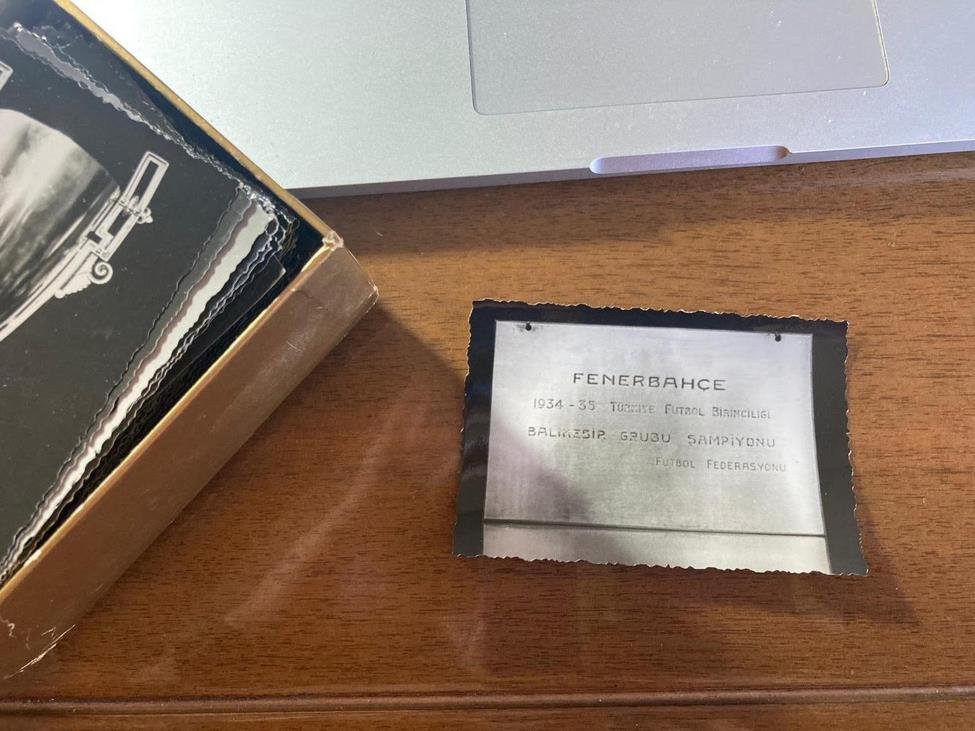 FENERBAHÇE
1934-35 TÜRKİYE FUTBOL BİRİNCİLİĞİ
BALIKESİR GRUBU ŞAMPİYONU
FUTBOL FEDERASYONU